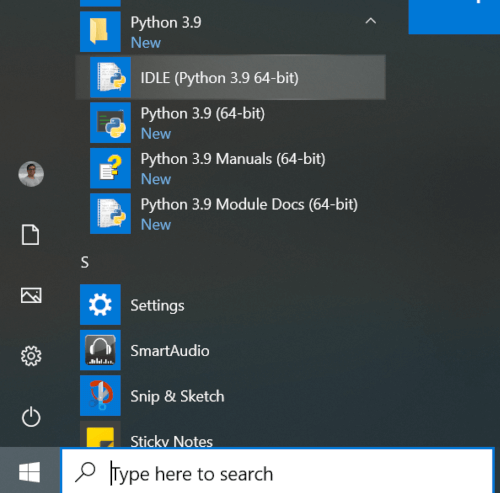 Python 3.9
New
IDLE (Python 3.9 64-bit)
Python 3.9 (64-bit)
New
Python 3.9 Manuals (64-bit)
New
Python 3.9 Module Docs (64-bit)
New
S
Settings
SmartAudio
Snip & Sketch
Sticky Notes
Type here to search